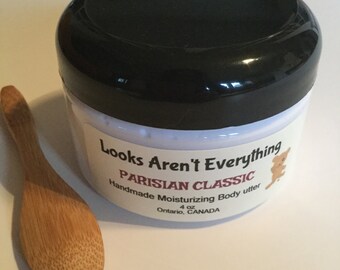 Looks Aren't Everything
PARISIAN CLASSIC
Handmade Moisturizing Body utter
4 oz
Ontario, CANADA